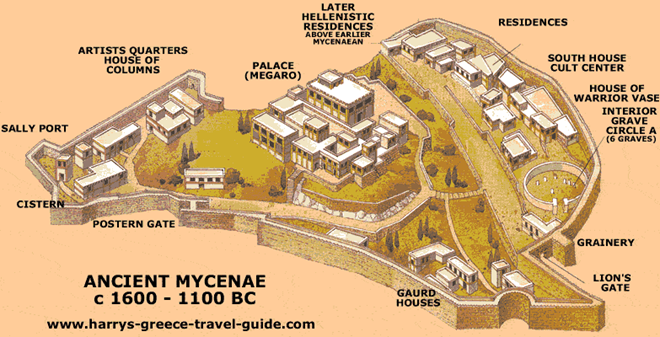 LATER
HELLENISTIC
RESIDENCES
ABOVE EARLIER
MYCENAEAN
RESIDENCES
ARTISTS QUARTERS
HOUSE OF
COLUMNS
PALACE
(MEGARO)
SOUTH HOUSE
CULT CENTER
HOUSE OF
WARRIOR VASE
INTERIOR
GRAVE
CIRCLE A
(6 GRAVES)
SALLY PORT
CISTERN
POSTERN GATE
GRAINERY
LION'S
GATE
GAURD
HOUSES
ANCIENT MYCENAE
c 1600 - 1100 BC
www.harrys-greece-travel-guide.com